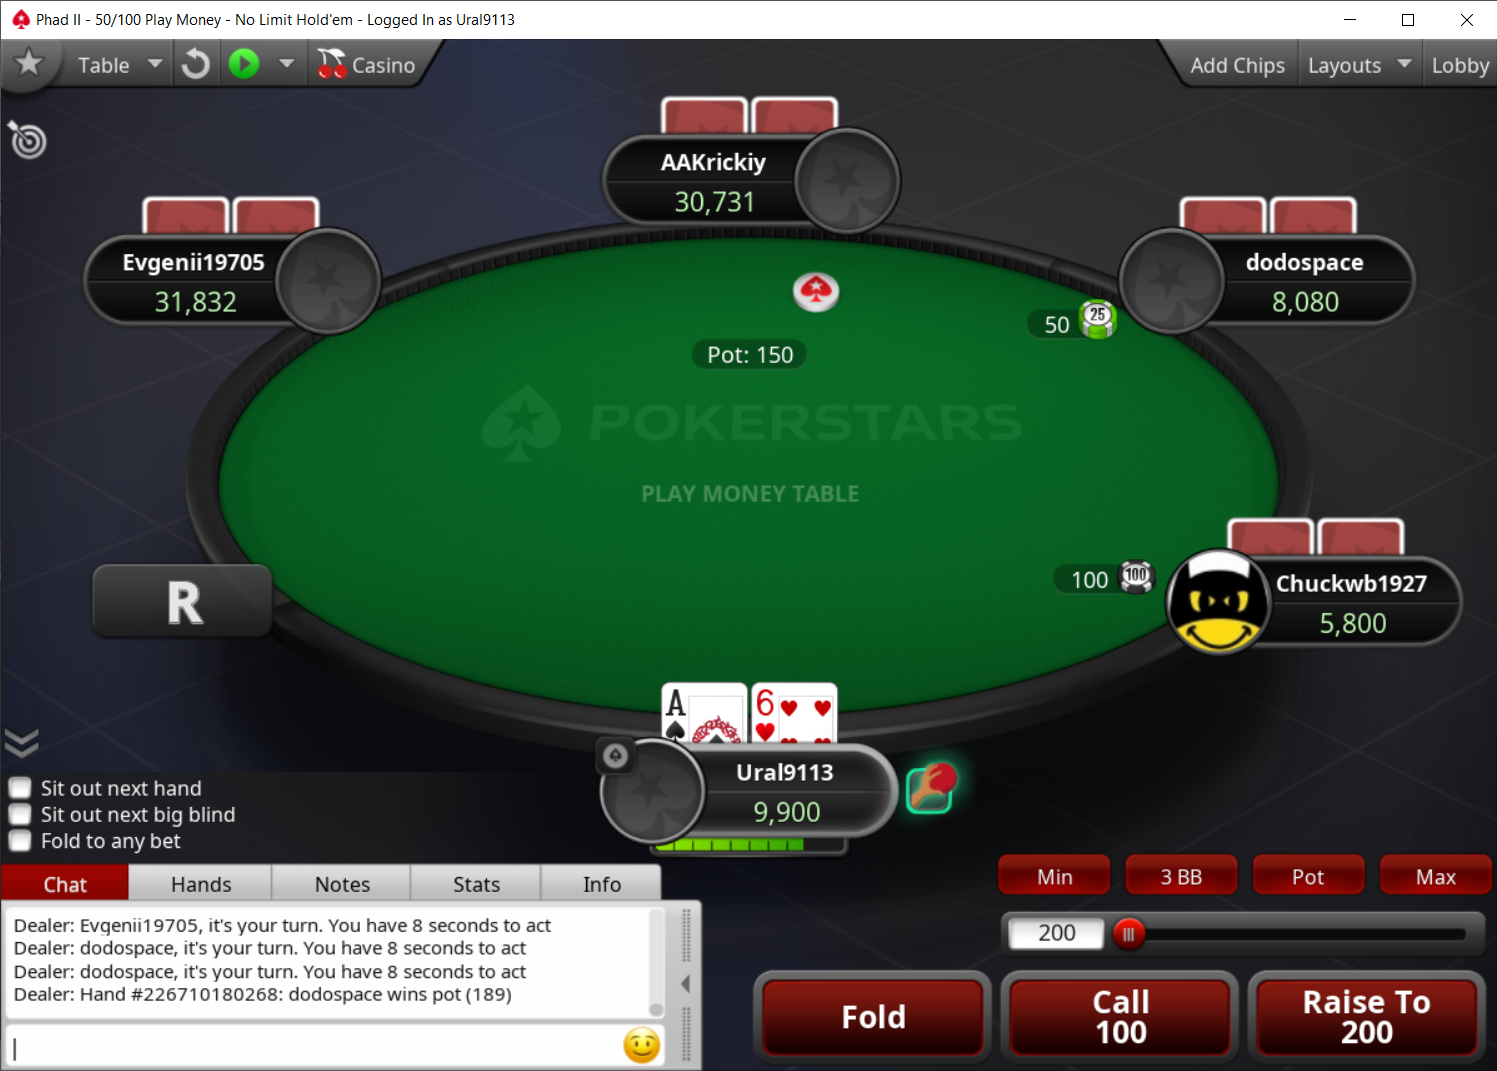 Phad II - 50/100 Play Money - No Limit Hold'em - Logged In as Ural9113
Table
Casino
Add Chips
Layouts
Lobby
AAKrickiy
30,731
Evgenii19705
31,832
dodospace
8,080
50
25
Pot: 150
POKERSTARS
PLAY MONEY TABLE
100
100
Chuckwb1927
5,800
R
A
6
Ural9113
9,900
Sit out next hand
Sit out next big blind
Fold to any bet
Chat
Hands
Notes
Stats
Info
Dealer: Evgenii19705, it's your turn. You have 8 seconds to act
Dealer: dodospace, it's your turn. You have 8 seconds to act
Dealer: dodospace, it's your turn. You have 8 seconds to act
Dealer: Hand #226710180268: dodospace wins pot (189)
Min
3 BB
Pot
Max
200
Fold
Call
100
Raise To
200